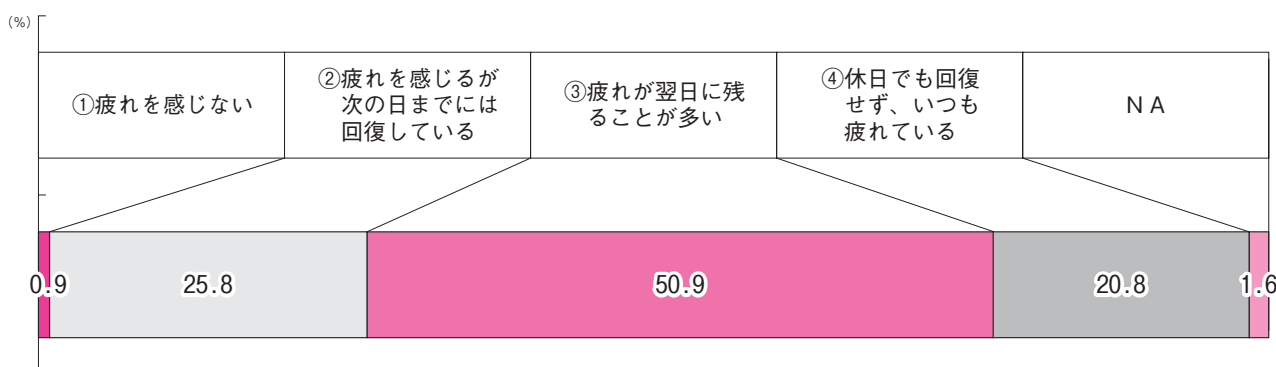 (%)
①疲れを感じない
②疲れを感じるが
次の日までには
回復している
③疲れが翌日に残
ることが多い
④休日でも回復
せず、いつも
疲れている
ＮＡ
0.9
25.8
50.9
20.8
1.6